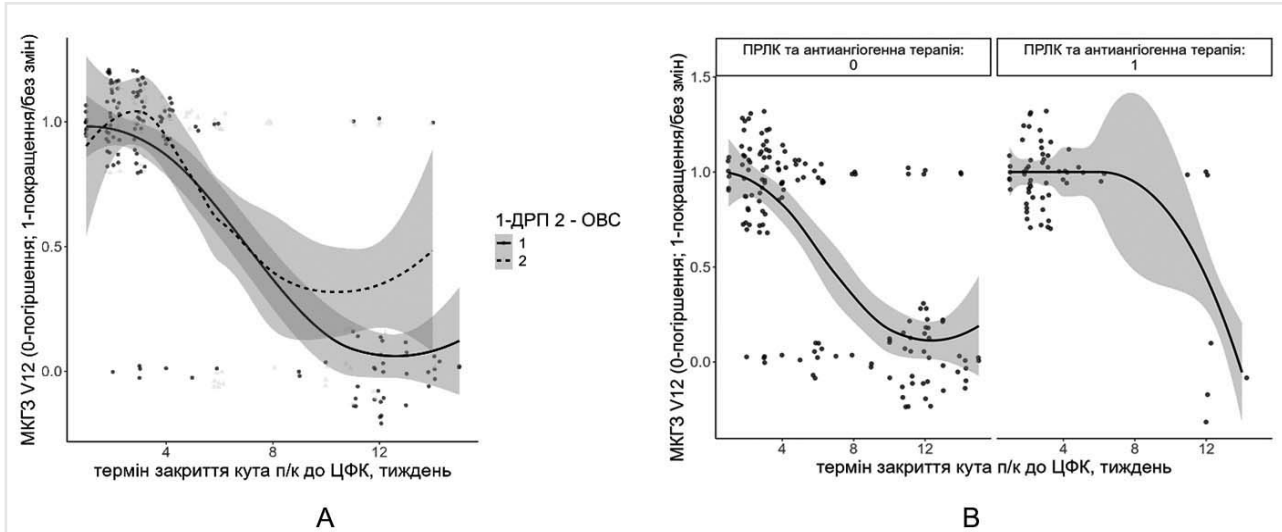 МКГЗ V12 (0-погіршення; 1-покращення/без змін)
1.0
0.5
0.0
4
8
12
термін закриття кута п/к до ЦФК, тиждень
1-ДРП 2 - ОВС
1
2
A
ПРЛК та антиангіогенна терапія:
0
ПРЛК та антиангіогенна терапія:
1
МКГЗ V12 (0-погіршення; 1-покращення/без змін)
1.5
1.0
0.5
0.0
4
8
12
4
8
12
термін закриття кута п/к до ЦФК, тиждень
B